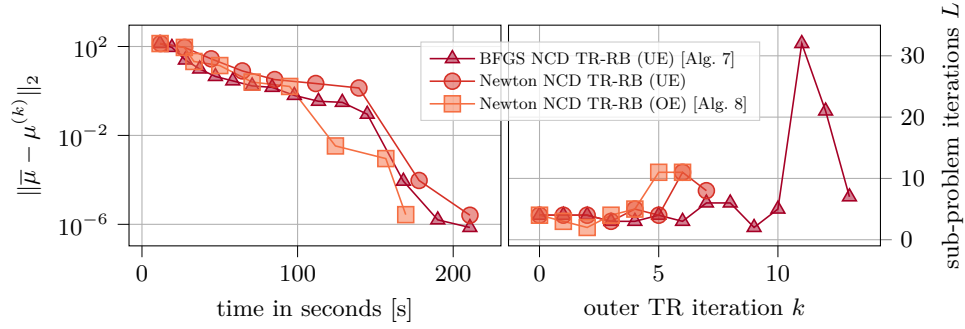 BFGS NCD TR-RB (UE) [Alg. 7]
Newton NCD TR-RB (UE)
Newton NCD TR-RB (OE) [Alg. 8]
‖μ̅ − μ^(k)‖₂
10²
10⁻²
10⁻⁶
0
100
200
time in seconds [s]
0
5
10
outer TR iteration k
30
20
10
0
sub-problem iterations L